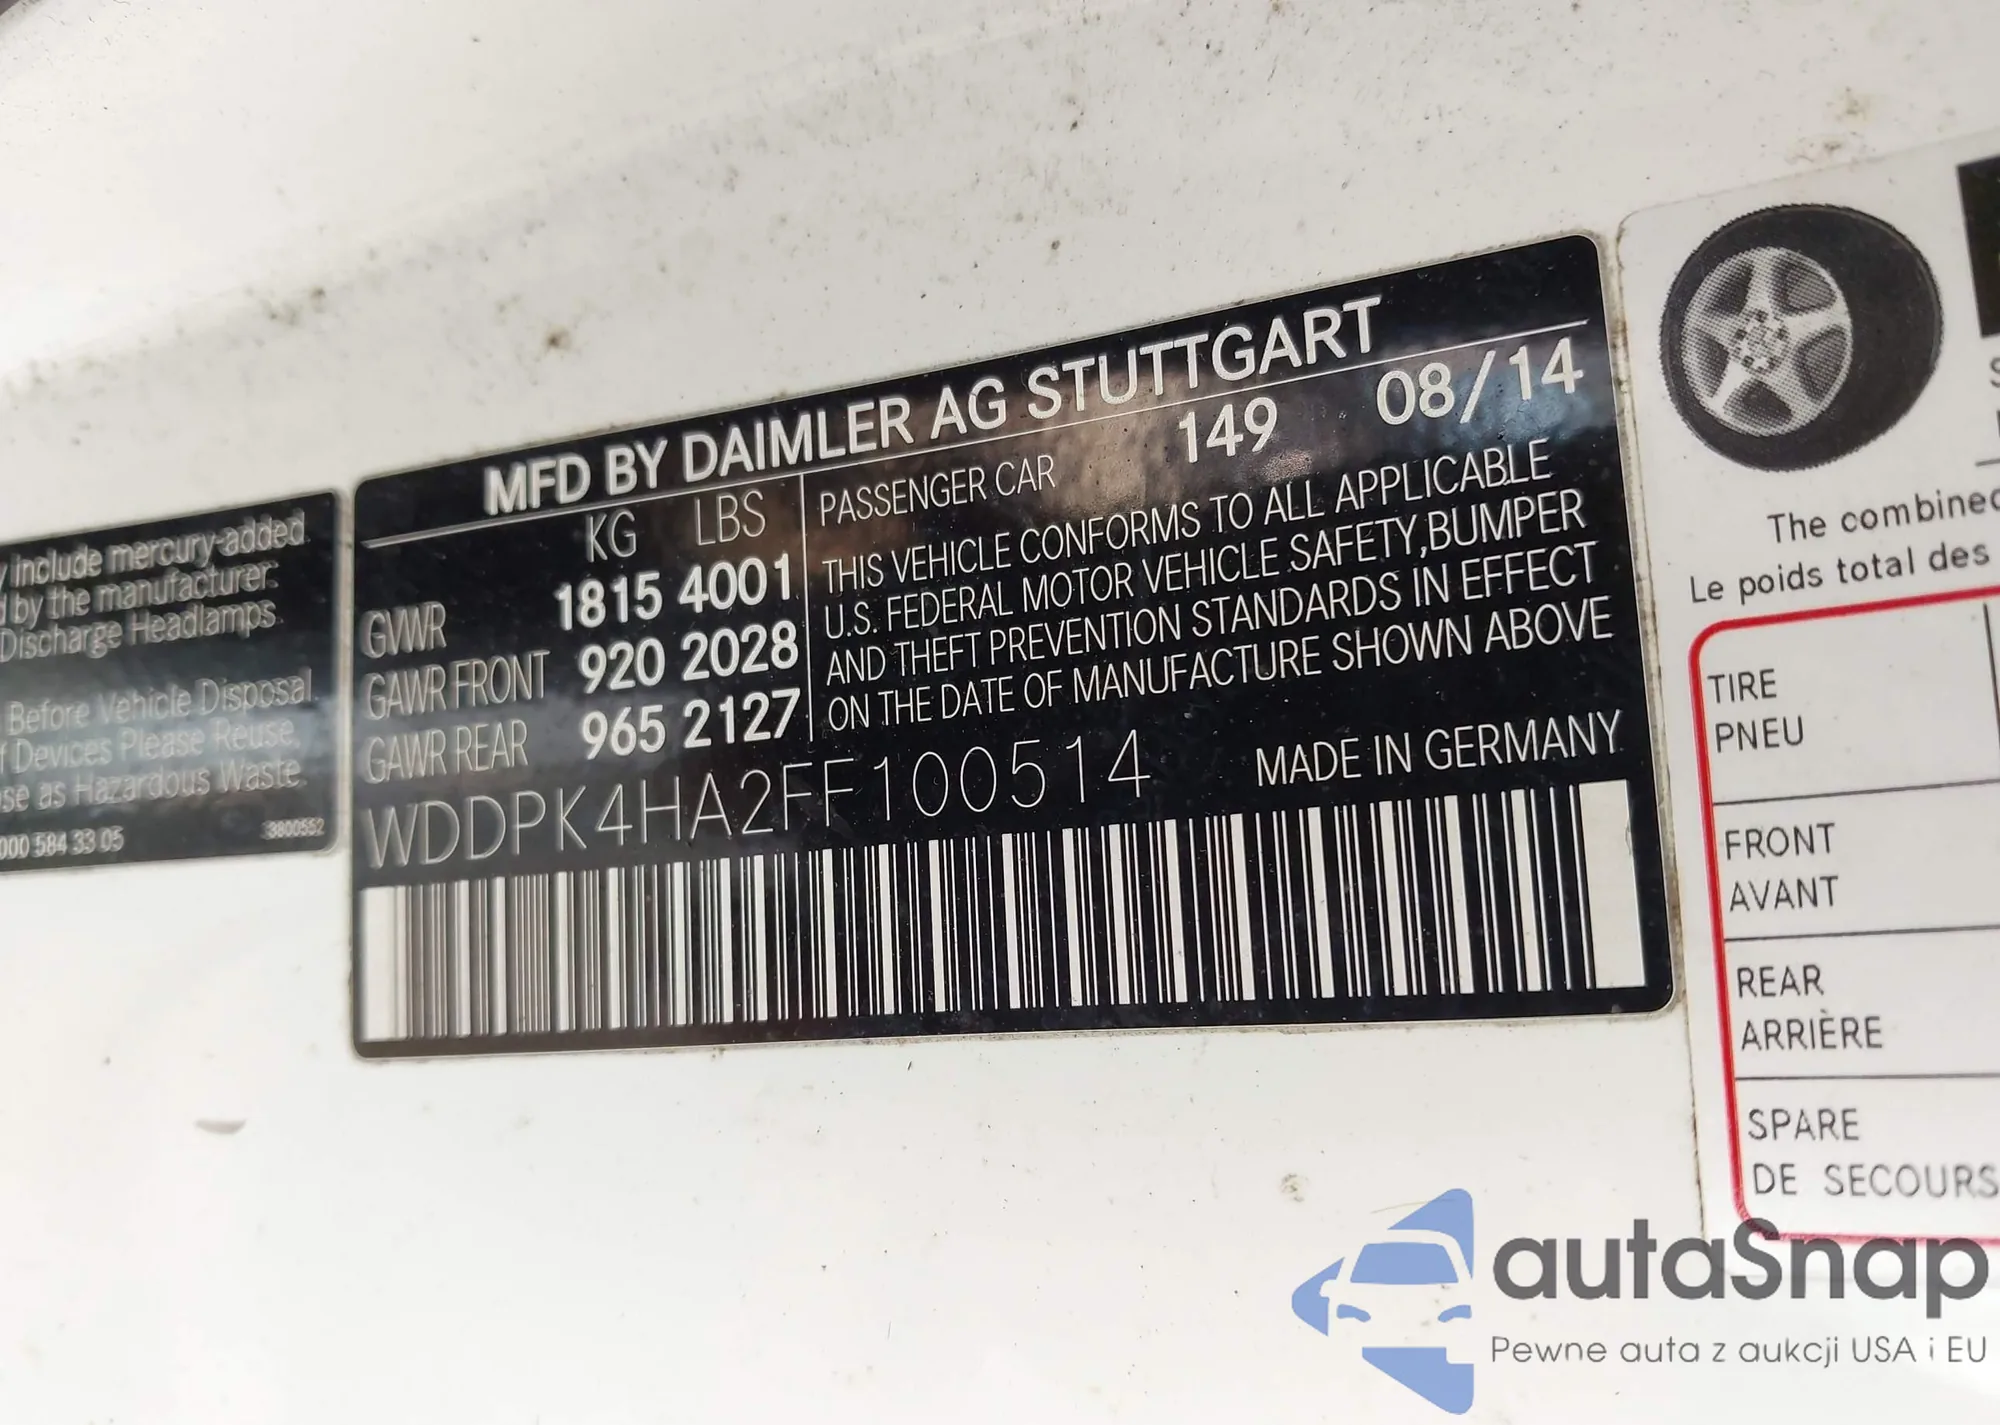 y include mercury-added
d by the manufacturer.
Discharge Headlamps.
Before Vehicle Disposal.
f Devices Please Reuse,
se as Hazardous Waste.
000 584 33 05 3800552
MFD BY DAIMLER AG STUTTGART
KG LBS
GVWR 1815 4001
GAWR FRONT 920 2028
GAWR REAR 965 2127
PASSENGER CAR 149 08/14
THIS VEHICLE CONFORMS TO ALL APPLICABLE
U.S. FEDERAL MOTOR VEHICLE SAFETY,BUMPER
AND THEFT PREVENTION STANDARDS IN EFFECT
ON THE DATE OF MANUFACTURE SHOWN ABOVE
WDDPK4HA2FF100514 MADE IN GERMANY
The combined
Le poids total des
TIRE
PNEU
FRONT
AVANT
REAR
ARRIÈRE
SPARE
DE SECOURS
autaSnap
Pewne auta z aukcji USA i EU